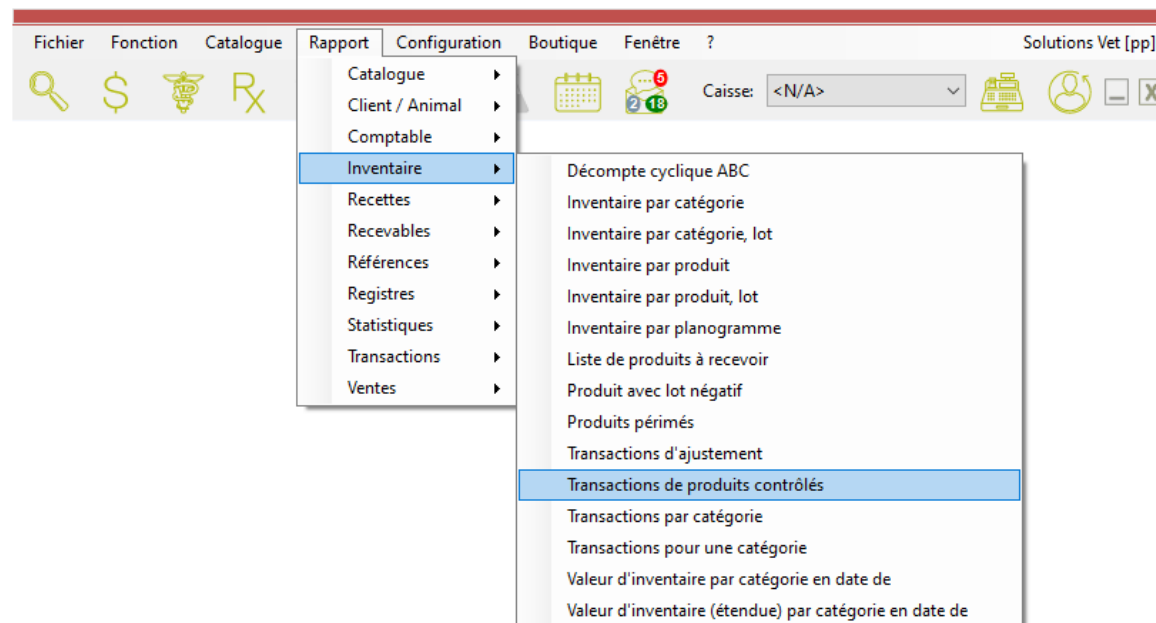 Fichier Fonction Catalogue Rapport Configuration Boutique Fenêtre ? Solutions Vet [pp]
Rx 5 2 18 Caisse: <N/A>
Catalogue
Client / Animal
Comptable
Inventaire
Recettes
Recevables
Références
Registres
Statistiques
Transactions
Ventes
Décompte cyclique ABC
Inventaire par catégorie
Inventaire par catégorie, lot
Inventaire par produit
Inventaire par produit, lot
Inventaire par planogramme
Liste de produits à recevoir
Produit avec lot négatif
Produits périmés
Transactions d'ajustement
Transactions de produits contrôlés
Transactions par catégorie
Transactions pour une catégorie
Valeur d'inventaire par catégorie en date de
Valeur d'inventaire (étendue) par catégorie en date de